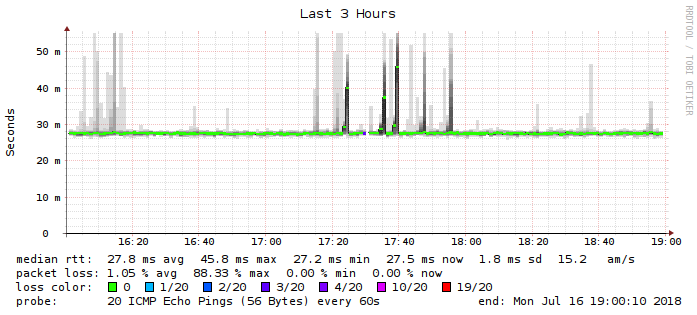 Last 3 Hours
RRDTOOL / TOBI OETIKER
Seconds
50 m
40 m
30 m
20 m
10 m
0
16:20 16:40 17:00 17:20 17:40 18:00 18:20 18:40 19:00
median rtt: 27.8 ms avg 45.8 ms max 27.2 ms min 27.5 ms now 1.8 ms sd 15.2 am/s
packet loss: 1.05 % avg 88.33 % max 0.00 % min 0.00 % now
loss color: 0 1/20 2/20 3/20 4/20 10/20 19/20
probe: 20 ICMP Echo Pings (56 Bytes) every 60s end: Mon Jul 16 19:00:10 2018